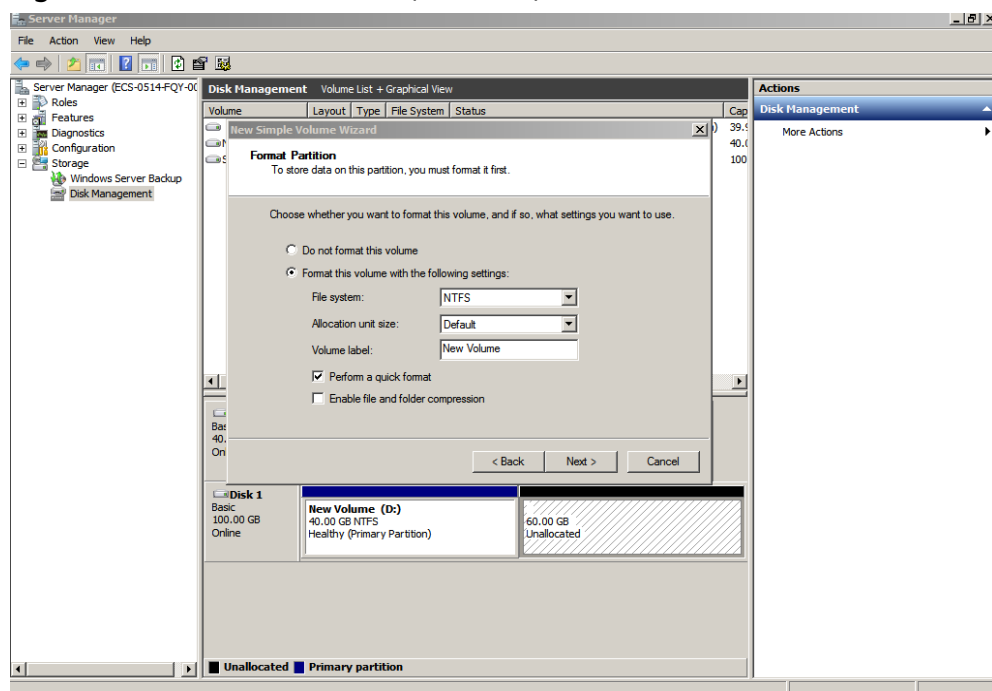 Server Manager
File Action View Help
Server Manager (ECS-0514-FQY-00
Roles
Features
Diagnostics
Configuration
Storage
Windows Server Backup
Disk Management
Disk Management Volume List + Graphical View
Volume Layout Type File System Status Cap
39.9
40.0
100
New Simple Volume Wizard
Format Partition
To store data on this partition, you must format it first.
Choose whether you want to format this volume, and if so, what settings you want to use.
Do not format this volume
Format this volume with the following settings:
File system: NTFS
Allocation unit size: Default
Volume label: New Volume
Perform a quick format
Enable file and folder compression
< Back Next > Cancel
Bas
40.
On
Disk 1
Basic
100.00 GB
Online
New Volume (D:)
40.00 GB NTFS
Healthy (Primary Partition)
60.00 GB
Unallocated
Unallocated Primary partition
Actions
Disk Management
More Actions